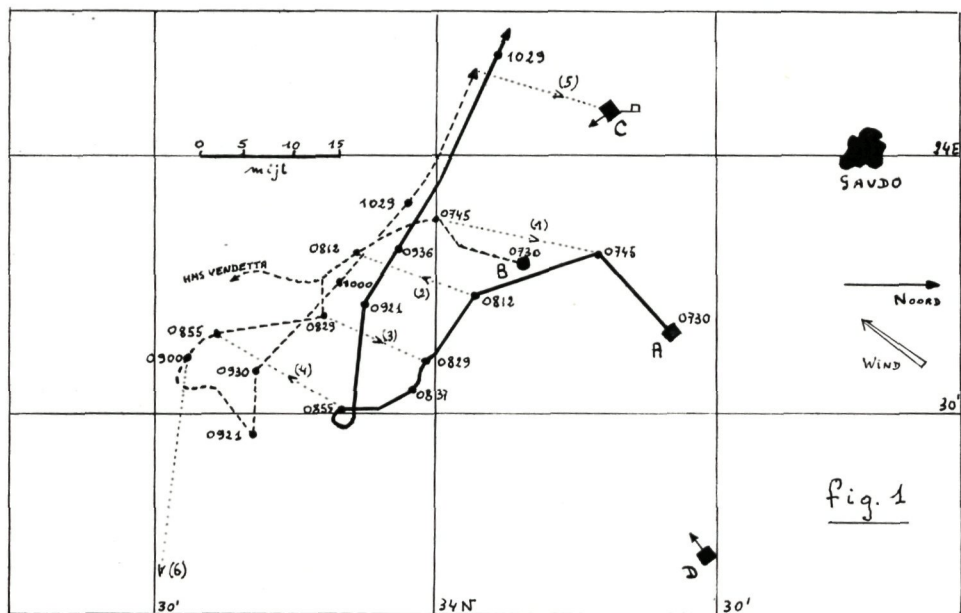 1029
(5)
C
0 5 10 15
mijl
24E
GAVDO
1029
0745
(1)
0812
0936
0730
B
0745
HMS VENDETTA
1000
(2)
0921
0812
NOORD
0829
0730
A
0855
(3)
WIND
0900
0930
(4)
0829
0837
0855
30'
0921
fig. 1
D
(6)
30'
34N
30'